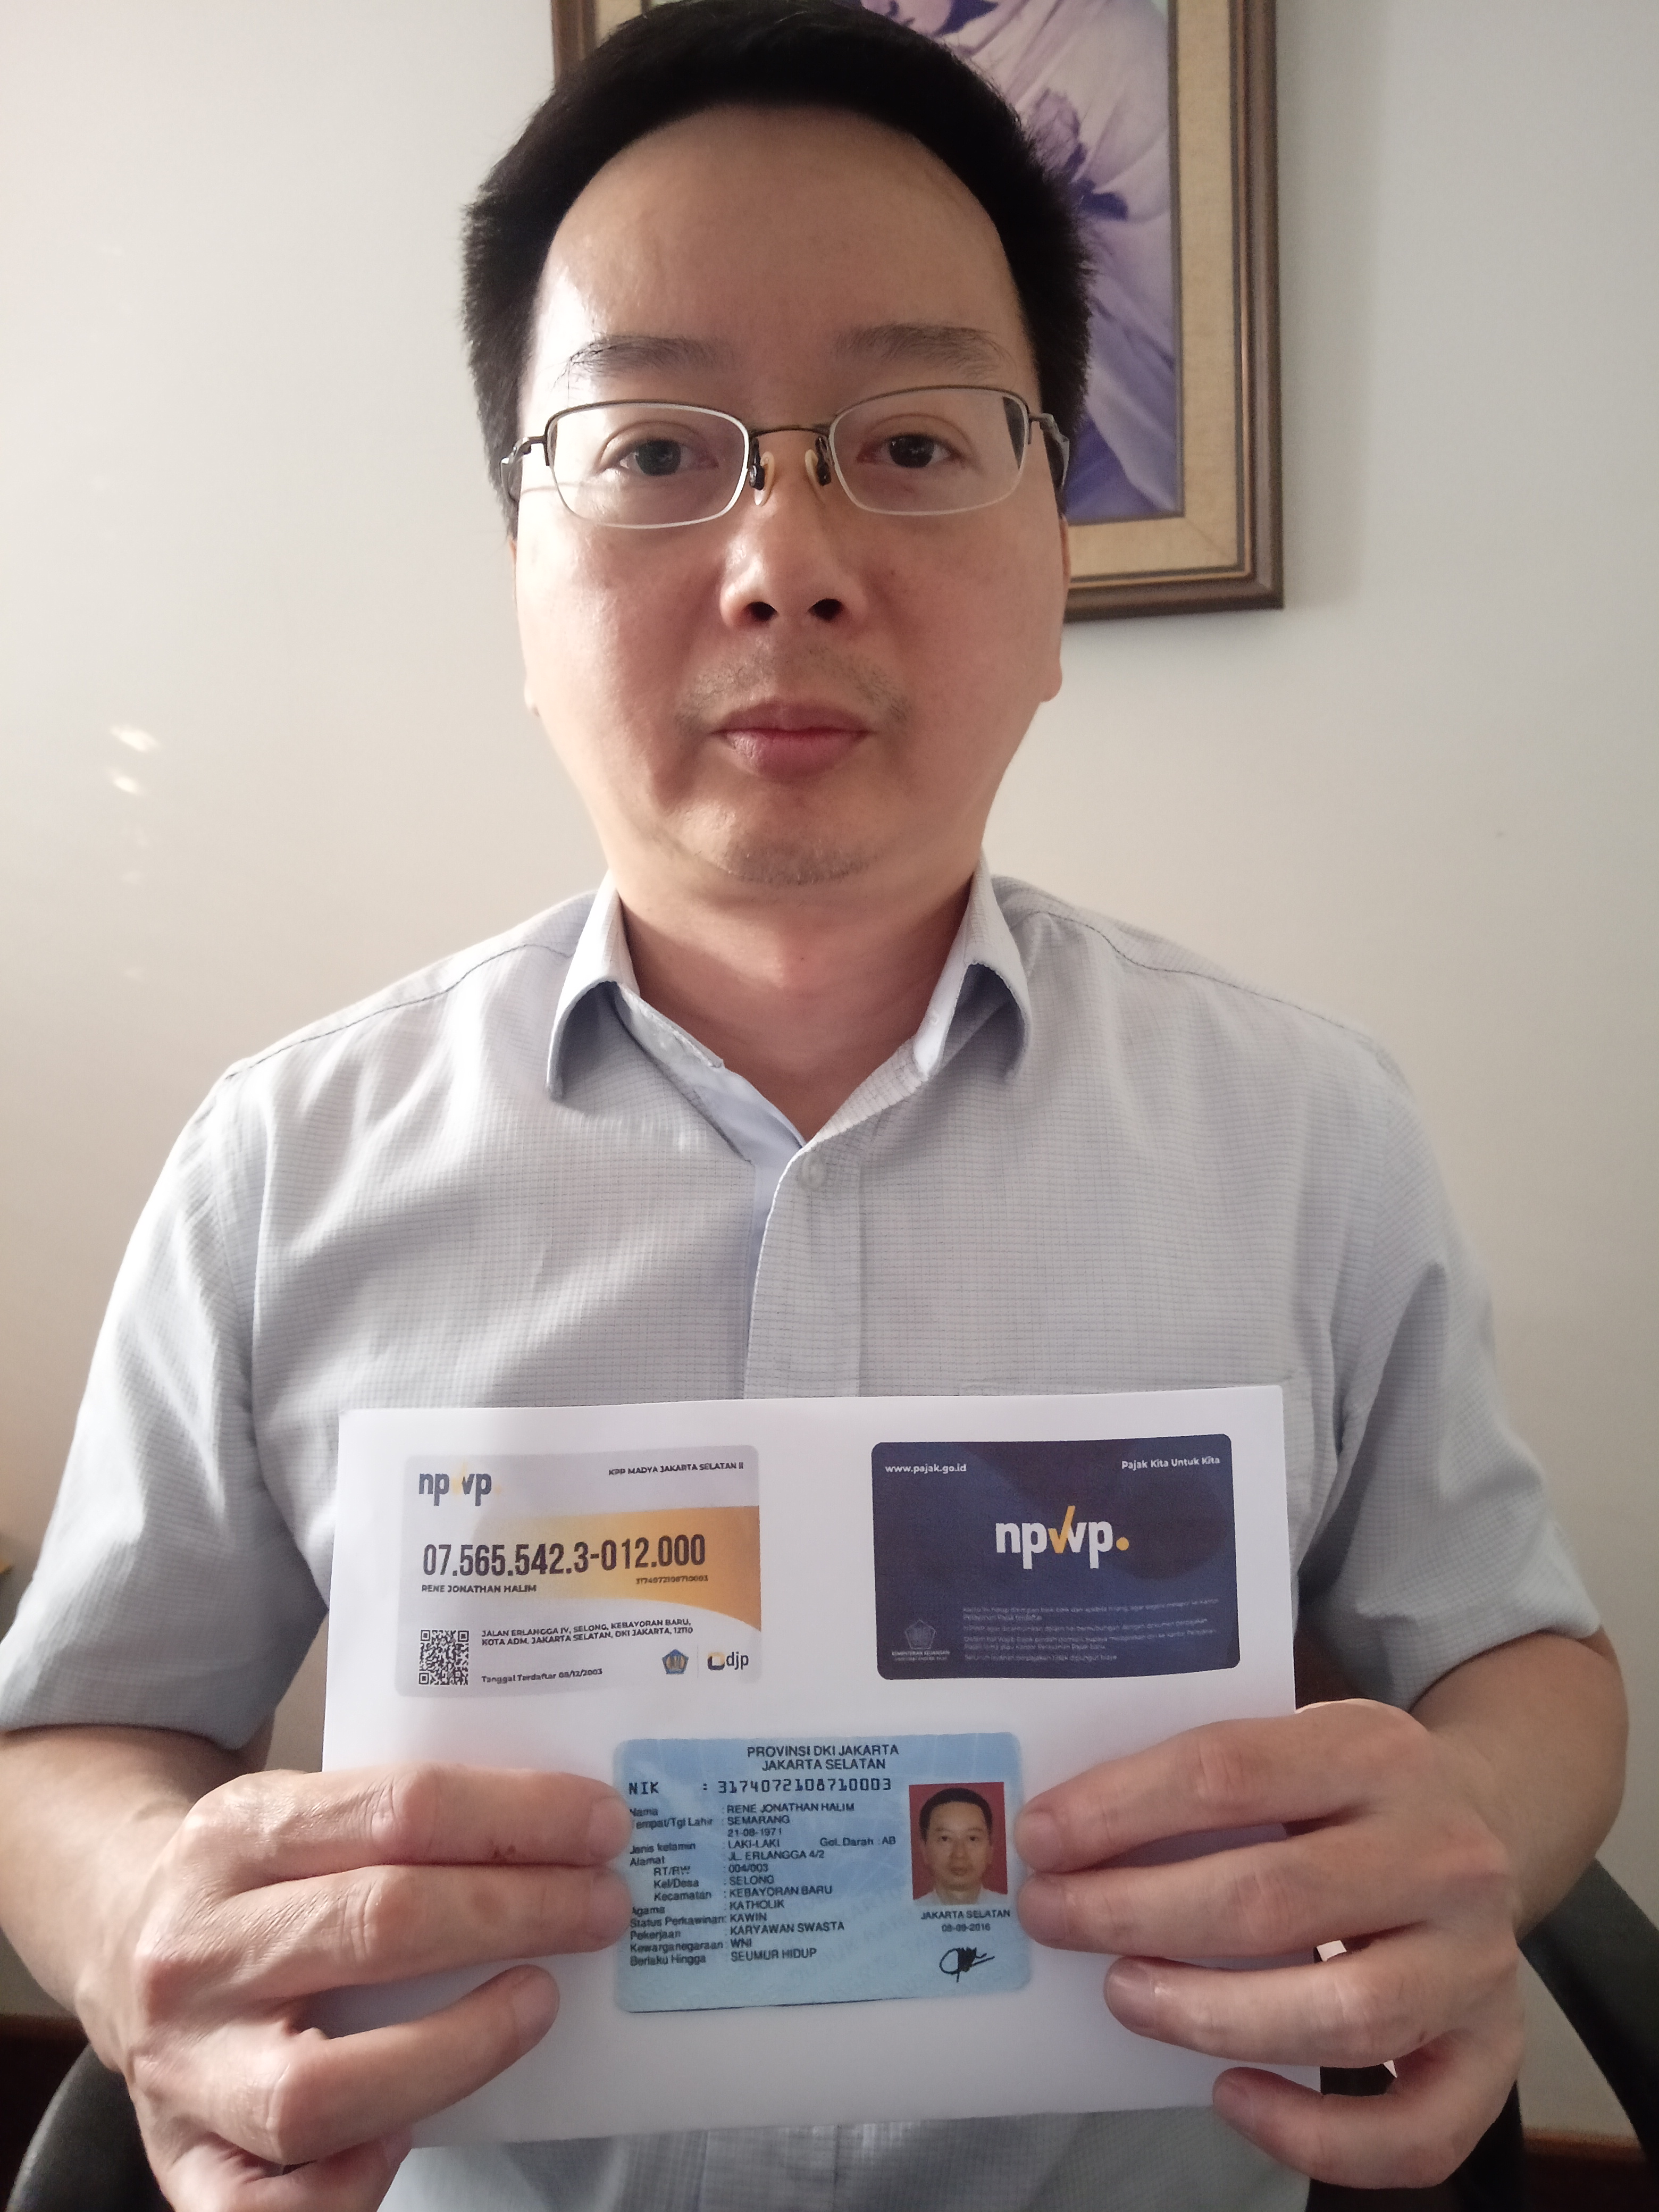 npwp.
KPP MADYA JAKARTA SELATAN II
07.565.542.3-012.000
RENE JONATHAN HALIM
3174072108710003
JALAN ERLANGGA IV, SELONG, KEBAYORAN BARU,
KOTA ADM. JAKARTA SELATAN, DKI JAKARTA, 12110
Tanggal Terdaftar 08/12/2003
djp
www.pajak.go.id
Pajak Kita Untuk Kita
npwp.
KEMENTERIAN KEUANGAN
PROVINSI DKI JAKARTA
JAKARTA SELATAN
NIK : 3174072108710003
Nama : RENE JONATHAN HALIM
Tempat/Tgl Lahir : SEMARANG
21-08-1971
Jenis kelamin : LAKI-LAKI Gol. Darah : AB
Alamat : JL. ERLANGGA 4/2
RT/RW : 004/003
Kel/Desa : SELONG
Kecamatan : KEBAYORAN BARU
Agama : KATHOLIK
Status Perkawinan: KAWIN
Pekerjaan : KARYAWAN SWASTA
Kewarganegaraan: WNI
Berlaku Hingga : SEUMUR HIDUP
JAKARTA SELATAN
08-09-2016